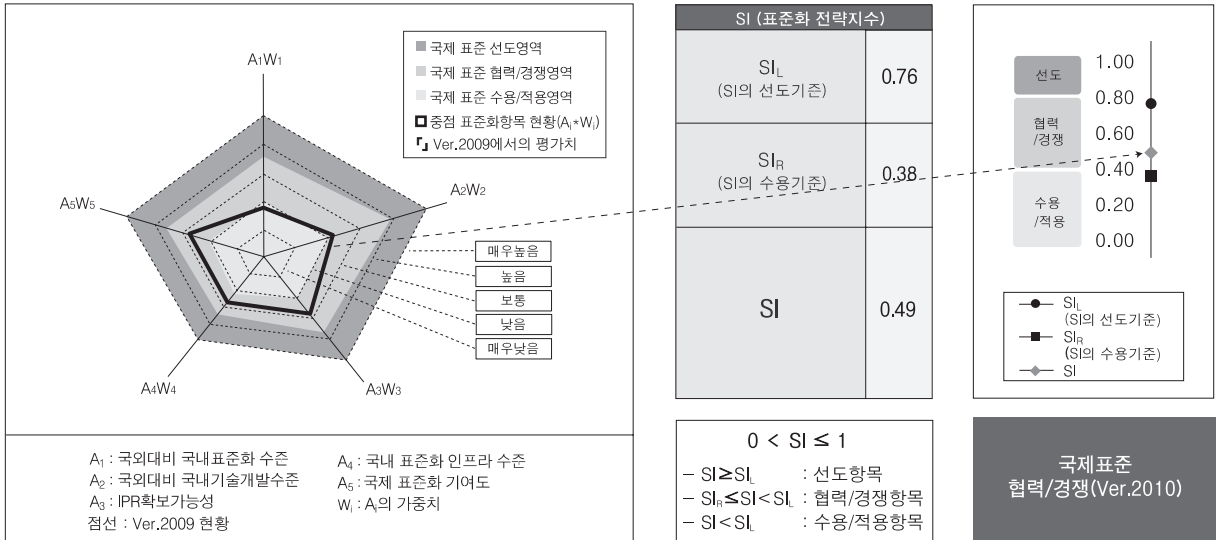 A₁W₁
A₂W₂
A₃W₃
A₄W₄
A₅W₅
국제 표준 선도영역
국제 표준 협력/경쟁영역
국제 표준 수용/적용영역
중점 표준화항목 현황(Aᵢ*Wᵢ)
Ver.2009에서의 평가치
매우높음
높음
보통
낮음
매우낮음
A₁ : 국외대비 국내표준화 수준
A₂ : 국외대비 국내기술개발수준
A₃ : IPR확보가능성
점선 : Ver.2009 현황
A₄ : 국내 표준화 인프라 수준
A₅ : 국제 표준화 기여도
Wᵢ : Aᵢ의 가중치
SI (표준화 전략지수)
SI_L
(SI의 선도기준)
0.76
SI_R
(SI의 수용기준)
0.38
SI
0.49
0 < SI ≤ 1
– SI≥SI_L : 선도항목
– SI_R≤SI<SI_L : 협력/경쟁항목
– SI<SI_L : 수용/적용항목
선도
협력
/경쟁
수용
/적용
1.00
0.80
0.60
0.40
0.20
0.00
SI_L
(SI의 선도기준)
SI_R
(SI의 수용기준)
SI
국제표준
협력/경쟁(Ver.2010)